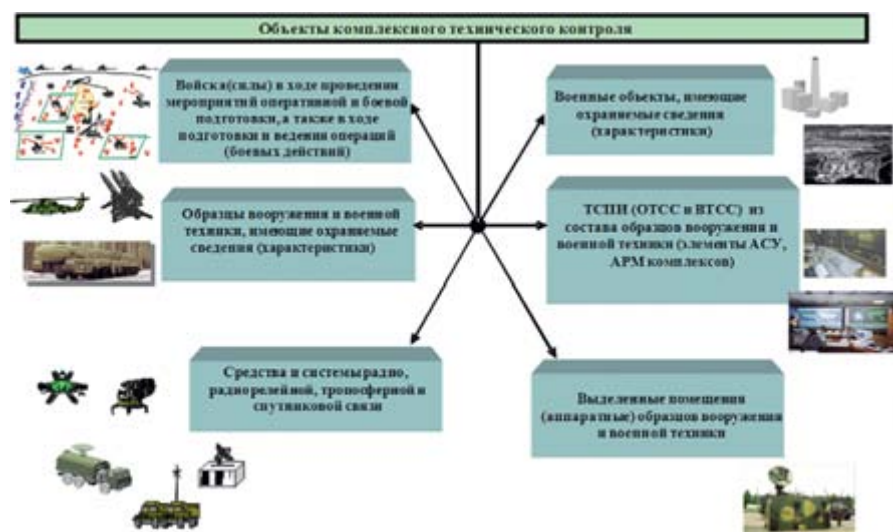 Объекты комплексного технического контроля
Войска(силы) в ходе проведения
мероприятий оперативной и боевой
подготовки, а также в ходе
подготовки и ведения операций
(боевых действий)
Военные объекты, имеющие
охраняемые сведения
(характеристики)
Образцы вооружения и военной
техники, имеющие охраняемые
сведения (характеристики)
ТСПИ (ОТСС и ВТСС) из
состава образцов вооружения и
военной техники (элементы АСУ,
АРМ комплексов)
Средства и системы радио,
радиорелейной, тропосферной и
спутниковой связи
Выделенные помещения
(аппаратные) образцов вооружения
и военной техники